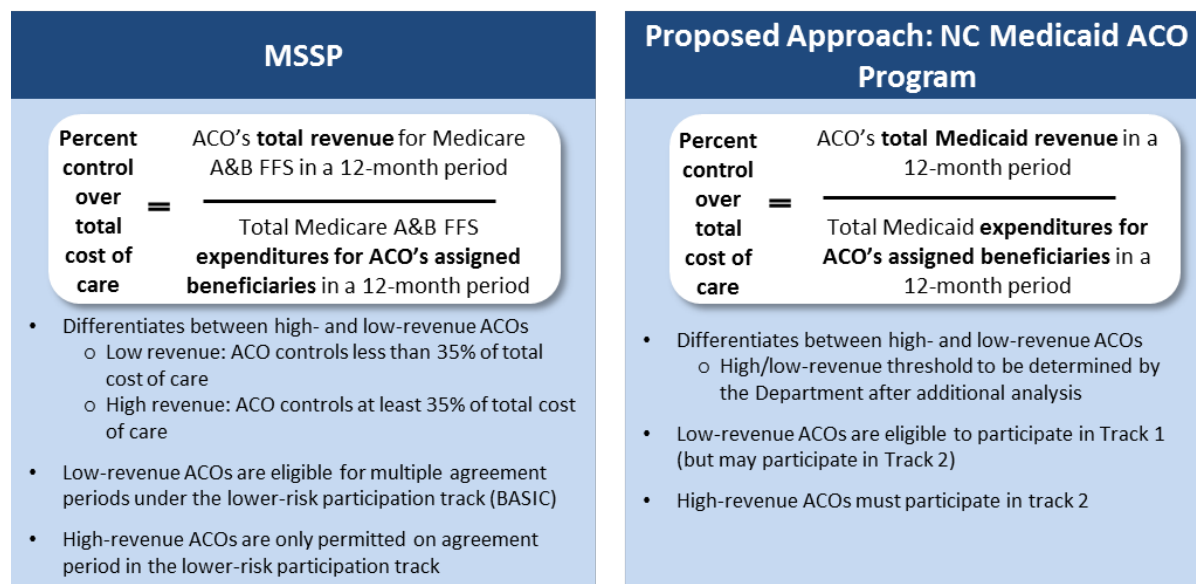 MSSP
Percent
control
over
total
cost of
care
=
ACO's total revenue for Medicare
A&B FFS in a 12-month period
Total Medicare A&B FFS
expenditures for ACO's assigned
beneficiaries in a 12-month period
• Differentiates between high- and low-revenue ACOs
o Low revenue: ACO controls less than 35% of total
cost of care
o High revenue: ACO controls at least 35% of total cost
of care
• Low-revenue ACOs are eligible for multiple agreement
periods under the lower-risk participation track (BASIC)
• High-revenue ACOs are only permitted on agreement
period in the lower-risk participation track
Proposed Approach: NC Medicaid ACO
Program
Percent
control
over
total
cost of
care
=
ACO's total Medicaid revenue in a
12-month period
Total Medicaid expenditures for
ACO's assigned beneficiaries in a
12-month period
• Differentiates between high- and low-revenue ACOs
o High/low-revenue threshold to be determined by
the Department after additional analysis
• Low-revenue ACOs are eligible to participate in Track 1
(but may participate in Track 2)
• High-revenue ACOs must participate in track 2